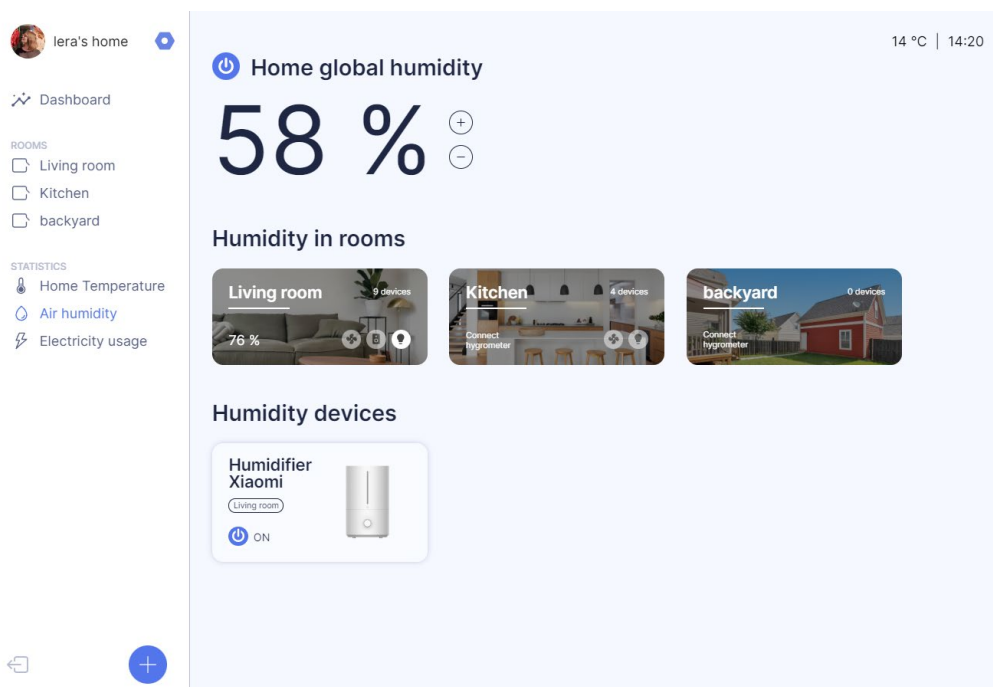 lera's home
Dashboard
ROOMS
Living room
Kitchen
backyard
STATISTICS
Home Temperature
Air humidity
Electricity usage
14 °C | 14:20
Home global humidity
58 %
Humidity in rooms
Living room
9 devices
76 %
Kitchen
4 devices
Connect
hygrometer
backyard
0 devices
Connect
hygrometer
Humidity devices
Humidifier
Xiaomi
Living room
ON